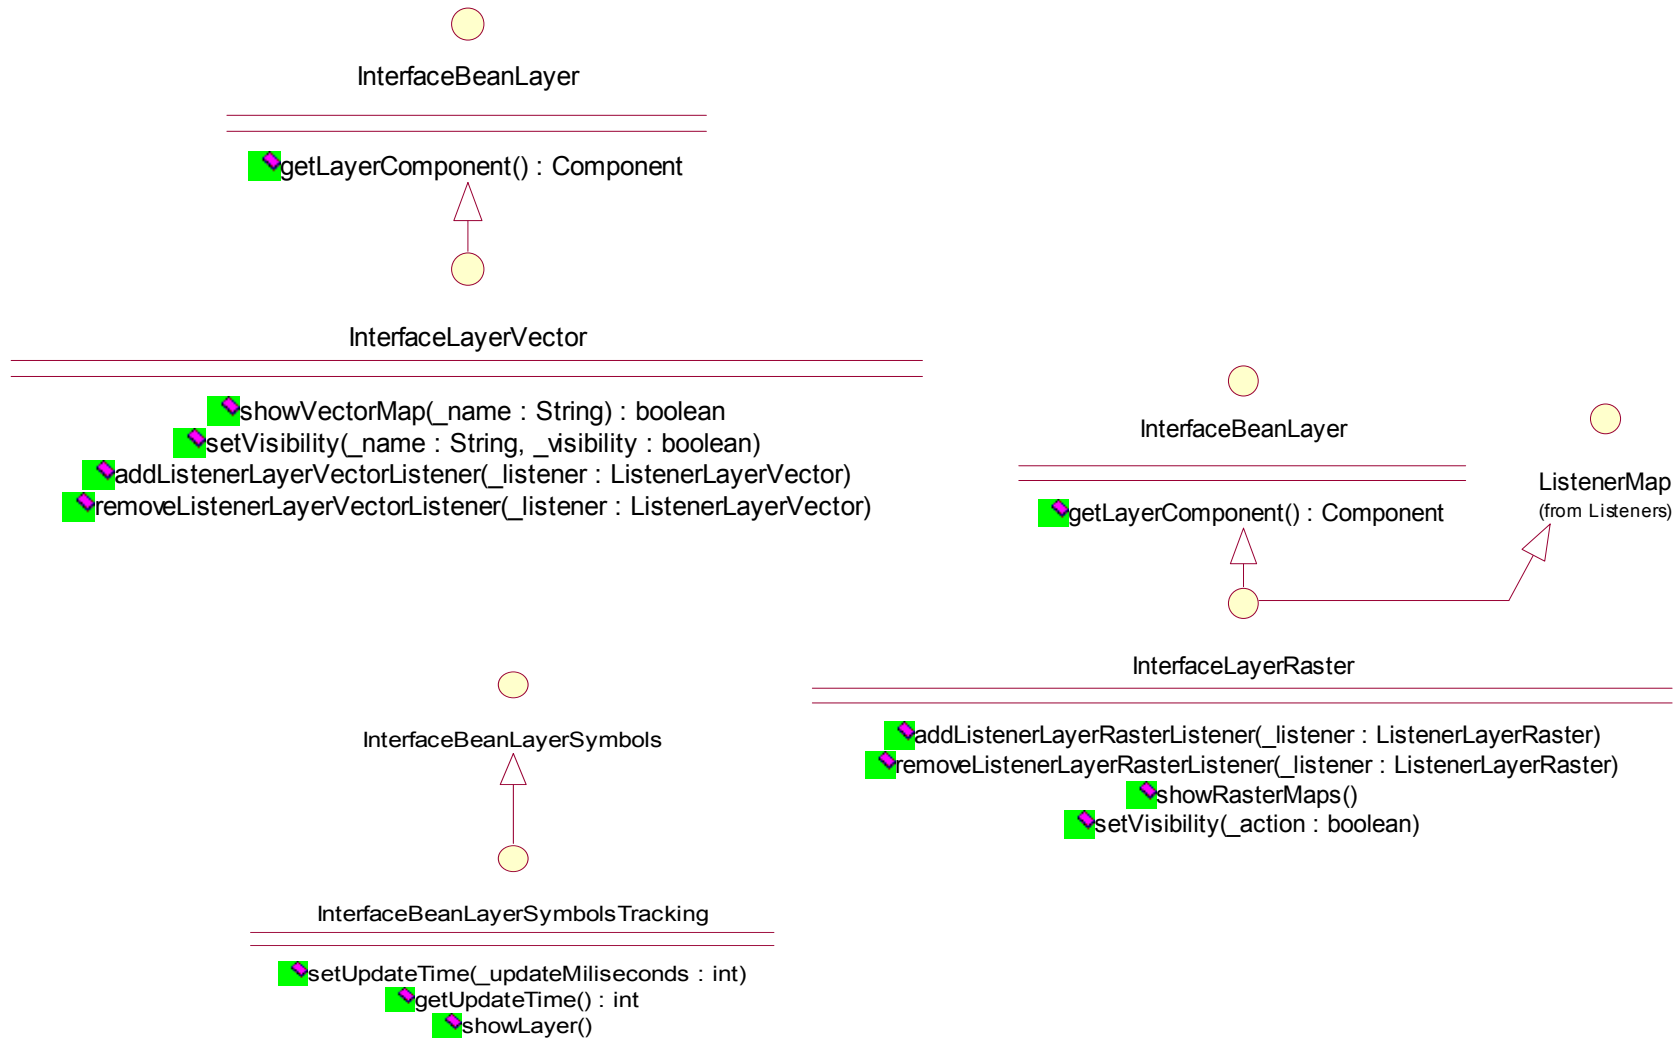 InterfaceBeanLayer
getLayerComponent() : Component
InterfaceLayerVector
showVectorMap(_name : String) : boolean
setVisibility(_name : String, _visibility : boolean)
addListenerLayerVectorListener(_listener : ListenerLayerVector)
removeListenerLayerVectorListener(_listener : ListenerLayerVector)
InterfaceBeanLayer
getLayerComponent() : Component
ListenerMap
(from Listeners)
InterfaceLayerRaster
addListenerLayerRasterListener(_listener : ListenerLayerRaster)
removeListenerLayerRasterListener(_listener : ListenerLayerRaster)
showRasterMaps()
setVisibility(_action : boolean)
InterfaceBeanLayerSymbols
InterfaceBeanLayerSymbolsTracking
setUpdateTime(_updateMiliseconds : int)
getUpdateTime() : int
showLayer()